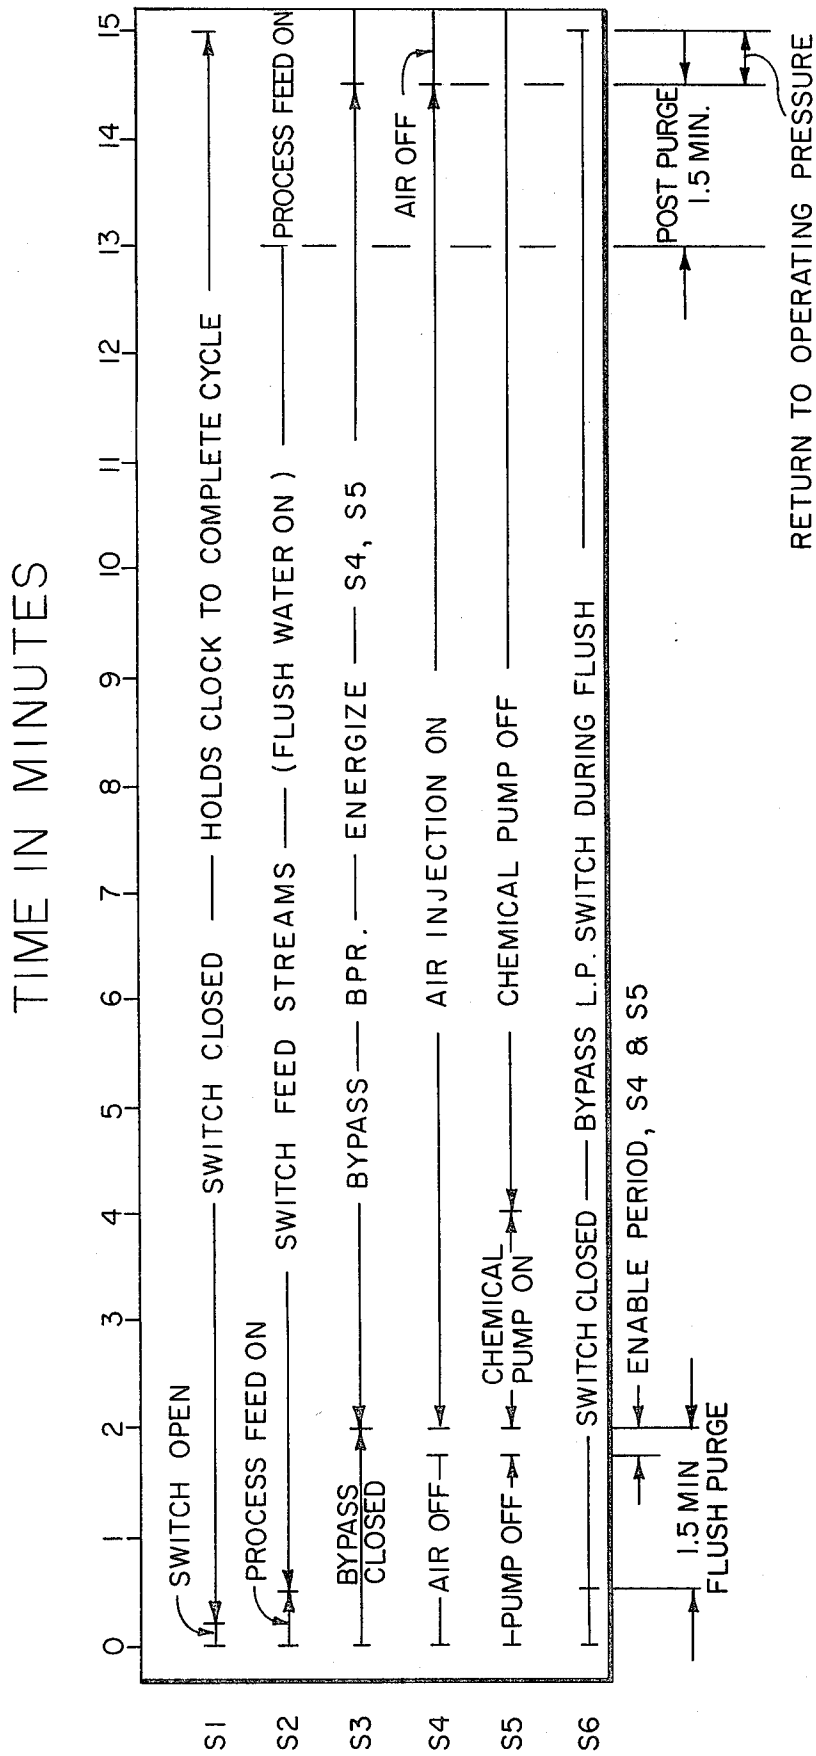 TIME IN MINUTES
0 1 2 3 4 5 6 7 8 9 10 11 12 13 14 15
S1
SWITCH OPEN
SWITCH CLOSED — HOLDS CLOCK TO COMPLETE CYCLE
S2
PROCESS FEED ON
SWITCH FEED STREAMS — (FLUSH WATER ON)
PROCESS FEED ON
S3
BYPASS
CLOSED
BYPASS — BPR. — ENERGIZE — S4, S5
S4
AIR OFF
AIR INJECTION ON
AIR OFF
S5
PUMP OFF
CHEMICAL
PUMP ON
CHEMICAL PUMP OFF
S6
SWITCH CLOSED — BYPASS L.P. SWITCH DURING FLUSH
ENABLE PERIOD, S4 & S5
1.5 MIN
FLUSH PURGE
POST PURGE
1.5 MIN.
RETURN TO OPERATING PRESSURE